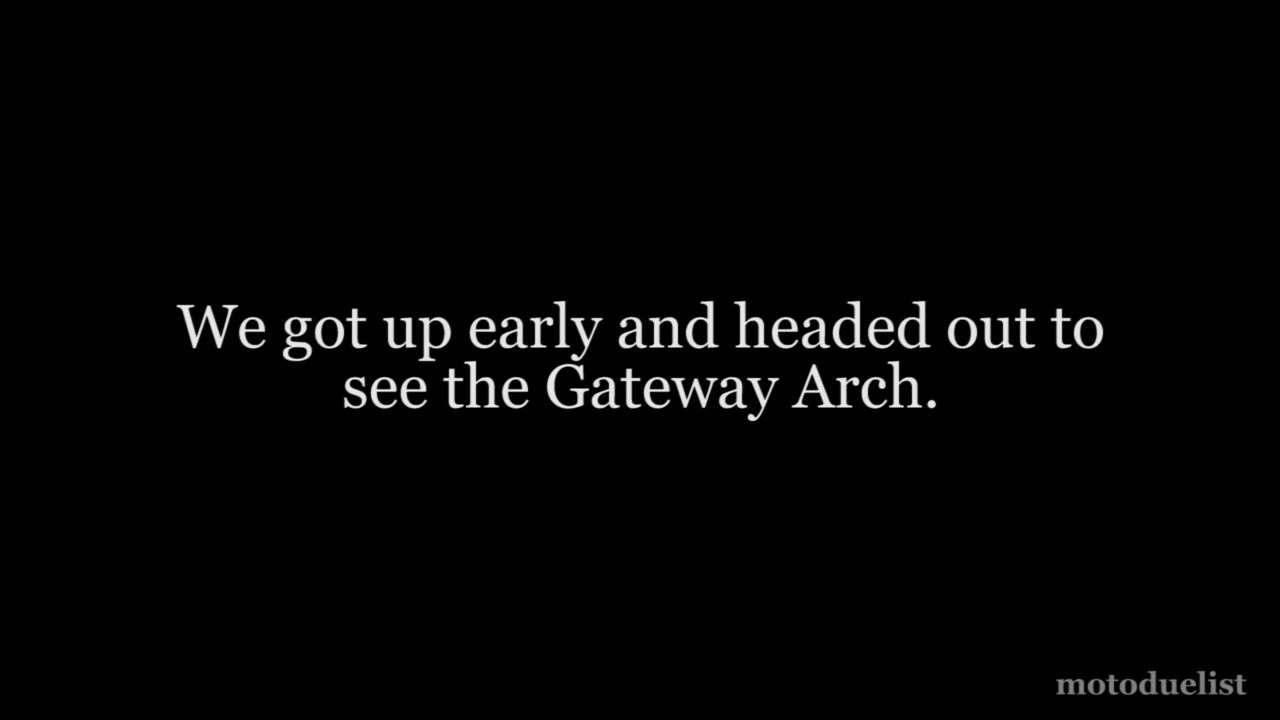 We got up early and headed out to
see the Gateway Arch.
motoduelist